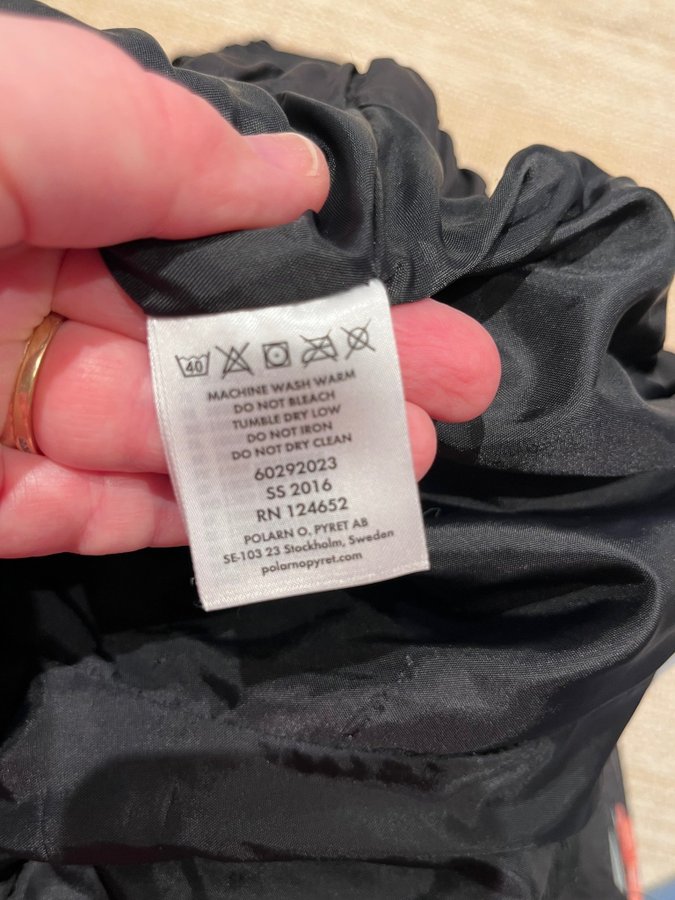 40
MACHINE WASH WARM
DO NOT BLEACH
TUMBLE DRY LOW
DO NOT IRON
DO NOT DRY CLEAN
60292023
SS 2016
RN 124652
POLARN O. PYRET AB
SE-103 23 Stockholm, Sweden
polarnopyret.com